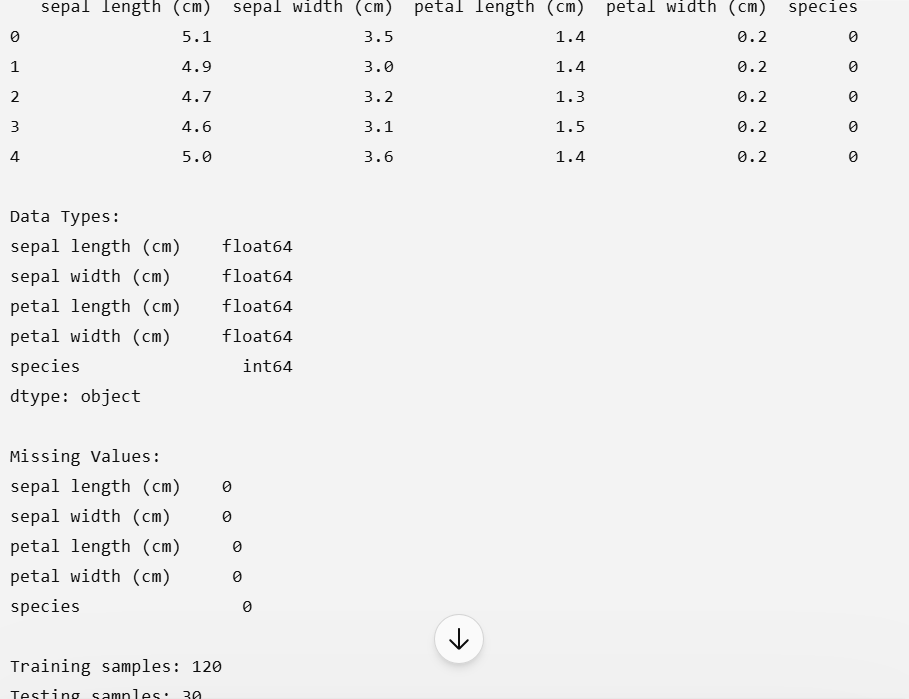 sepal length (cm)  sepal width (cm)  petal length (cm)  petal width (cm)  species
0                5.1               3.5                1.4               0.2        0
1                4.9               3.0                1.4               0.2        0
2                4.7               3.2                1.3               0.2        0
3                4.6               3.1                1.5               0.2        0
4                5.0               3.6                1.4               0.2        0
Data Types:
sepal length (cm)    float64
sepal width (cm)     float64
petal length (cm)    float64
petal width (cm)     float64
species                int64
dtype: object
Missing Values:
sepal length (cm)    0
sepal width (cm)     0
petal length (cm)     0
petal width (cm)      0
species                0
Training samples: 120
Testing samples: 30